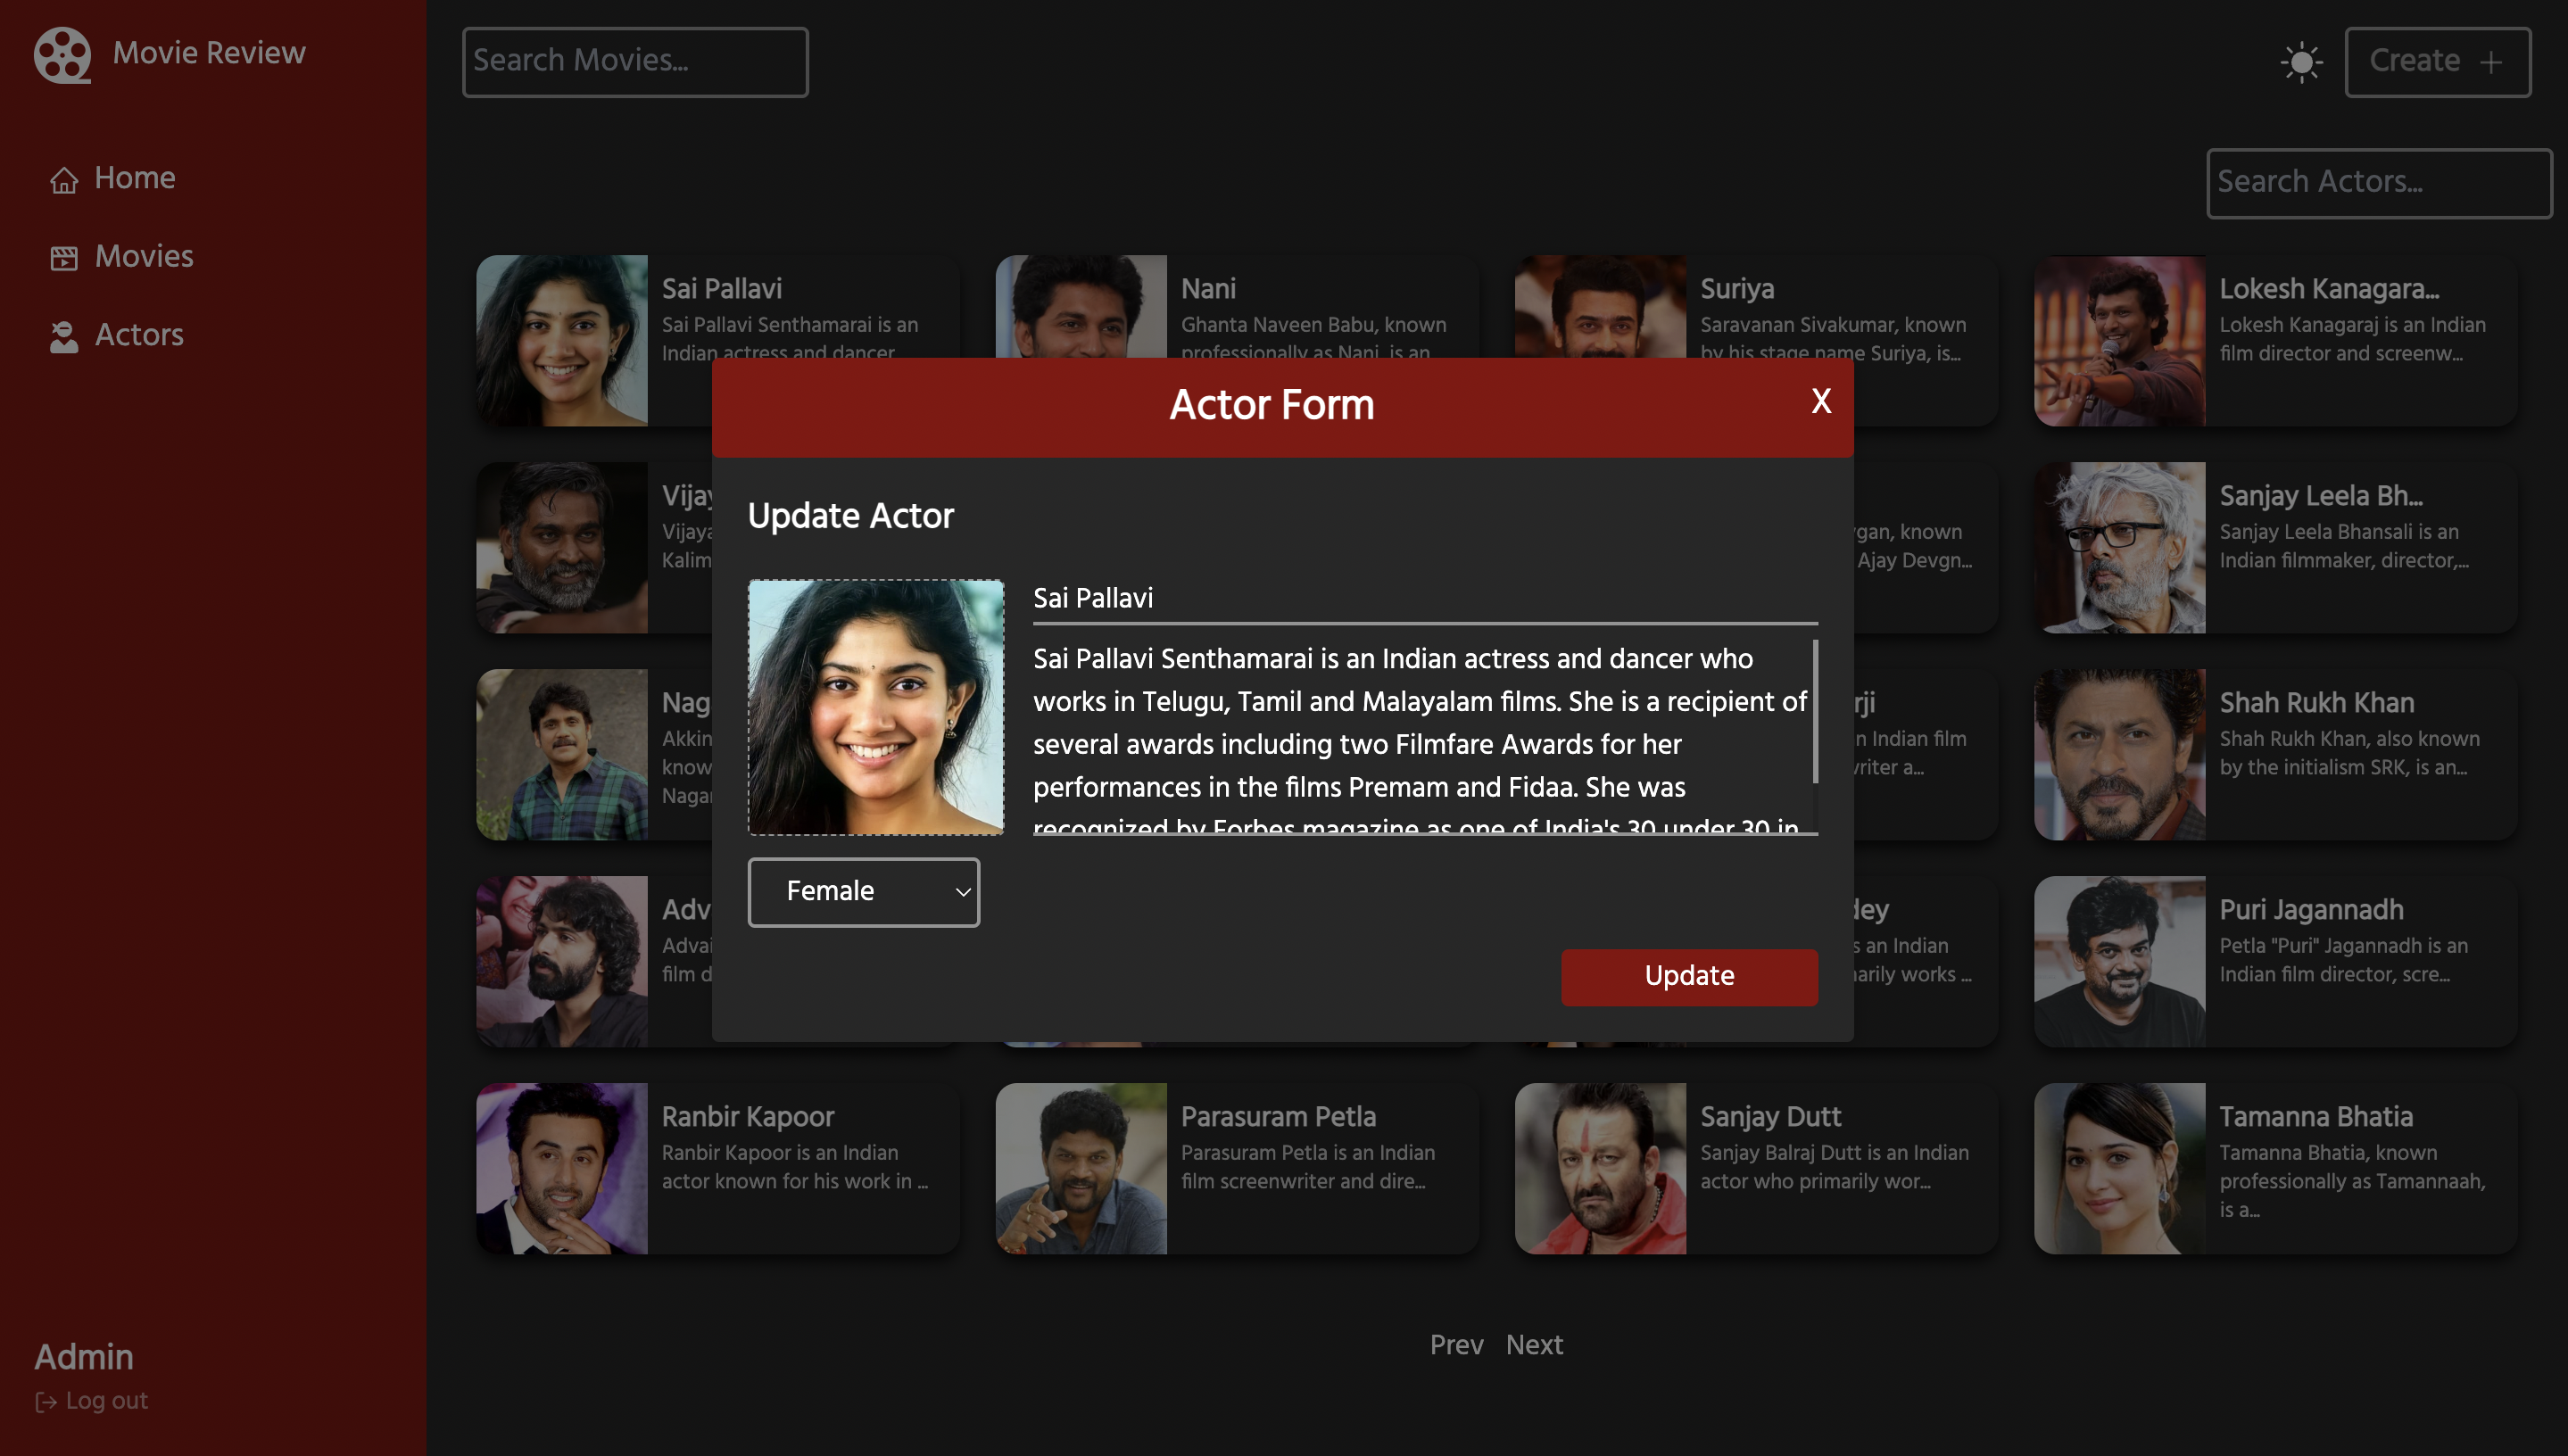 Movie Review
Home
Movies
Actors
Admin
Log out
Search Movies...
Create +
Search Actors...
Sai Pallavi
Sai Pallavi Senthamarai is an
Indian actress and dancer
Nani
Ghanta Naveen Babu, known
professionally as Nani, is an
Suriya
Saravanan Sivakumar, known
by his stage name Suriya, is...
Lokesh Kanagara...
Lokesh Kanagaraj is an Indian
film director and screenw...
Actor Form
X
Update Actor
Sai Pallavi
Sai Pallavi Senthamarai is an Indian actress and dancer who
works in Telugu, Tamil and Malayalam films. She is a recipient of
several awards including two Filmfare Awards for her
performances in the films Premam and Fidaa. She was
recognized by Forbes magazine as one of India's 30 under 30 in
Female
Update
Vijay
Vijaya
Kalim
gan, known
Ajay Devgn...
Sanjay Leela Bh...
Sanjay Leela Bhansali is an
Indian filmmaker, director,...
Nag
Akkin
know
Nagar
rji
n Indian film
writer a...
Shah Rukh Khan
Shah Rukh Khan, also known
by the initialism SRK, is an...
Adv
Advai
film d
dey
s an Indian
arily works ...
Puri Jagannadh
Petla "Puri" Jagannadh is an
Indian film director, scre...
Ranbir Kapoor
Ranbir Kapoor is an Indian
actor known for his work in ...
Parasuram Petla
Parasuram Petla is an Indian
film screenwriter and dire...
Sanjay Dutt
Sanjay Balraj Dutt is an Indian
actor who primarily wor...
Tamanna Bhatia
Tamanna Bhatia, known
professionally as Tamannaah,
is a...
Prev Next